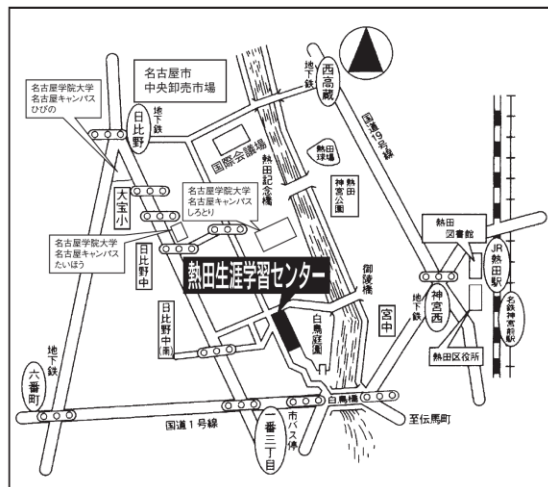 名古屋学院大学
名古屋キャンパス
ひびの
名古屋市
中央卸売市場
地下鉄
日比野
地下鉄
西高蔵
地下鉄
国道19号線
国際会議場
熱田記念橋
熱田
球場
熱田
神宮公園
大宝小
名古屋学院大学
名古屋キャンパス
しろとり
名古屋学院大学
名古屋キャンパス
たいほう
日比野中
熱田
図書館
JR
熱田駅
名鉄神宮前駅
熱田生涯学習センター
御陵橋
地下鉄
神宮西
熱田区役所
日比野中(南)
白鳥庭園
宮中
地下鉄
六番町
国道1号線
一番三丁目
市バス停
白鳥橋
至伝馬町